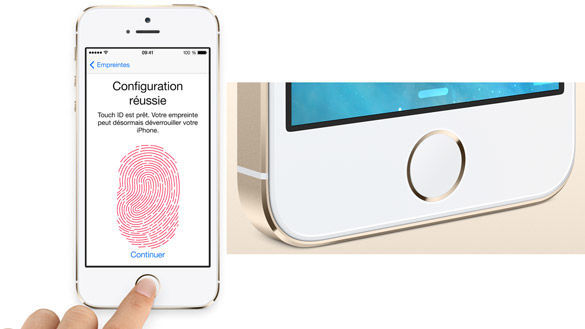 09:41
100 %
Empreintes
Configuration
réussie
Touch ID est prêt. Votre empreinte
peut désormais déverrouiller votre
iPhone.
Continuer